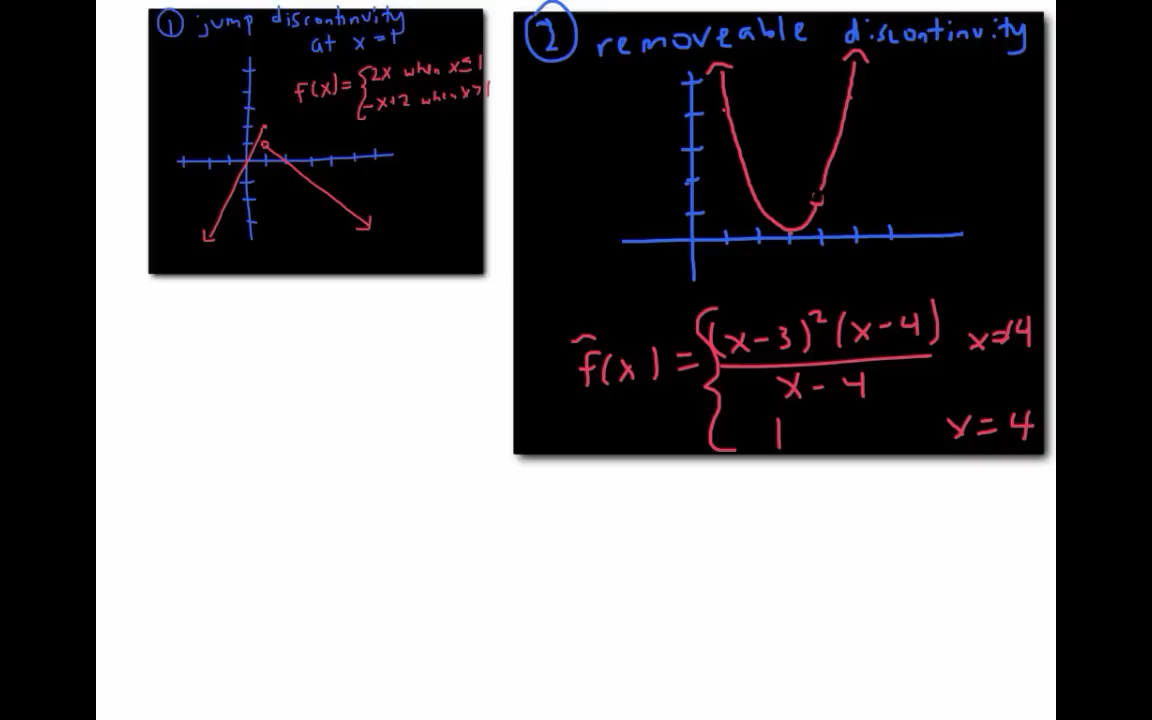 ① jump discontinuity
at x=1
f(x) = { 2x when x ≤ 1
-x+2 when x > 1
② removeable discontinuity
f̃(x) = { (x-3)²(x-4) x≠4
x-4
1 x=4